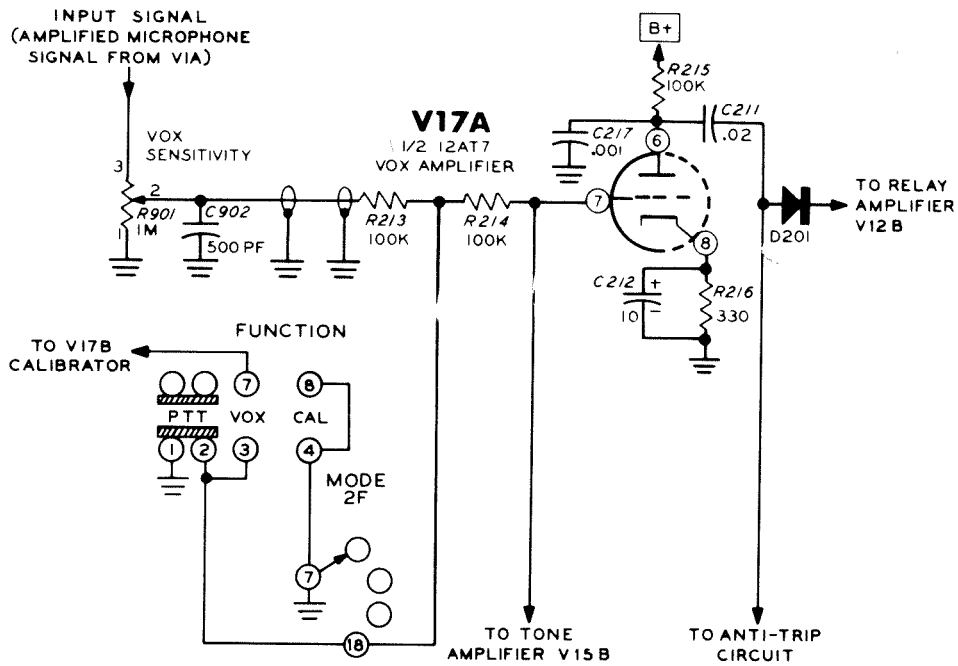 INPUT SIGNAL
(AMPLIFIED MICROPHONE
SIGNAL FROM V1A)
VOX
SENSITIVITY
3
2
1
R901
1M
C902
500 PF
R213
100K
R214
100K
V17A
1/2 12AT7
VOX AMPLIFIER
B+
R215
100K
C211
.02
C217
.001
6
7
8
C212
+
10
−
R216
330
D201
TO RELAY
AMPLIFIER
V12B
FUNCTION
TO V17B
CALIBRATOR
7
8
PTT
VOX
CAL
1
2
3
4
MODE
2F
7
18
TO TONE
AMPLIFIER V15B
TO ANTI-TRIP
CIRCUIT